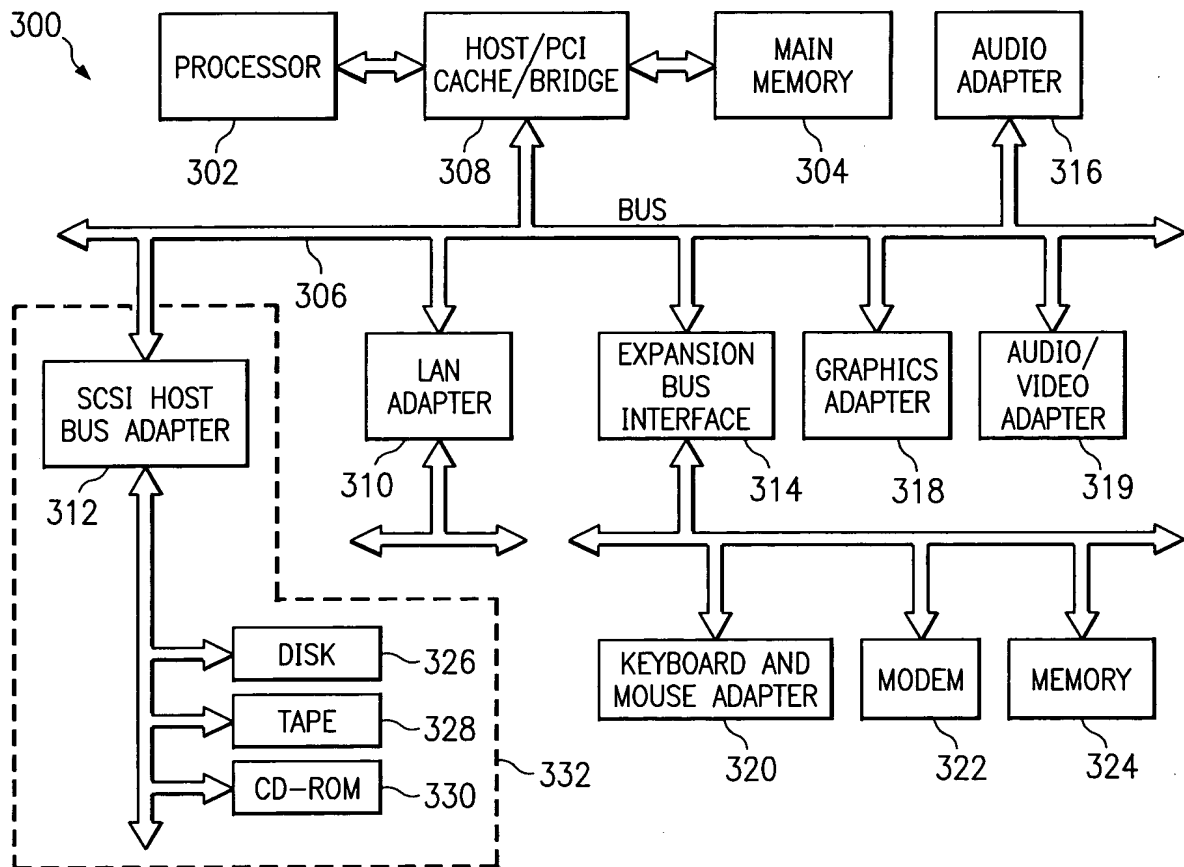 300
PROCESSOR
HOST/PCI
CACHE/BRIDGE
MAIN
MEMORY
AUDIO
ADAPTER
302
308
304
316
BUS
306
SCSI HOST
BUS ADAPTER
LAN
ADAPTER
EXPANSION
BUS
INTERFACE
GRAPHICS
ADAPTER
AUDIO/
VIDEO
ADAPTER
312
310
314
318
319
DISK
326
TAPE
328
CD-ROM
330
332
KEYBOARD AND
MOUSE ADAPTER
MODEM
MEMORY
320
322
324